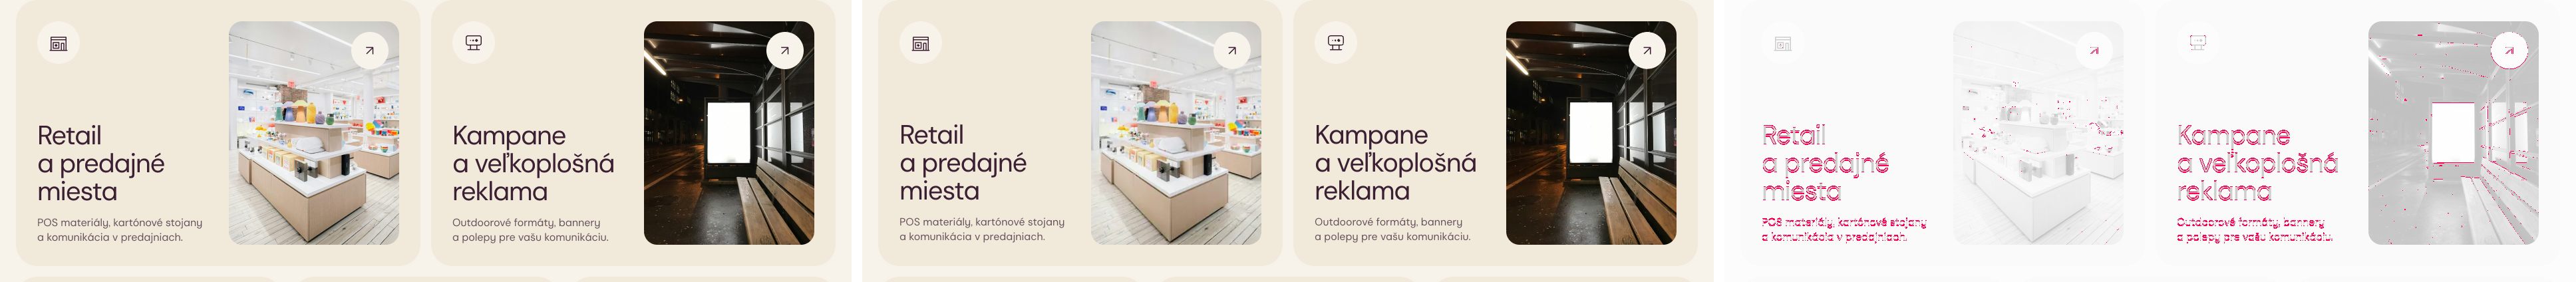 Retail
a predajné
miesta
POS materiály, kartónové stojany
a komunikácia v predajniach.
Kampane
a veľkoplošná
reklama
Outdoorové formáty, bannery
a polepy pre vašu komunikáciu.
Retail
a predajné
miesta
POS materiály, kartónové stojany
a komunikácia v predajniach.
Kampane
a veľkoplošná
reklama
Outdoorové formáty, bannery
a polepy pre vašu komunikáciu.
Retail
a predajné
miesta
POS materiály, kartónové stojany
a komunikácia v predajniach.
Kampane
a veľkoplošná
reklama
Outdoorové formáty, bannery
a polepy pre vašu komunikáciu.